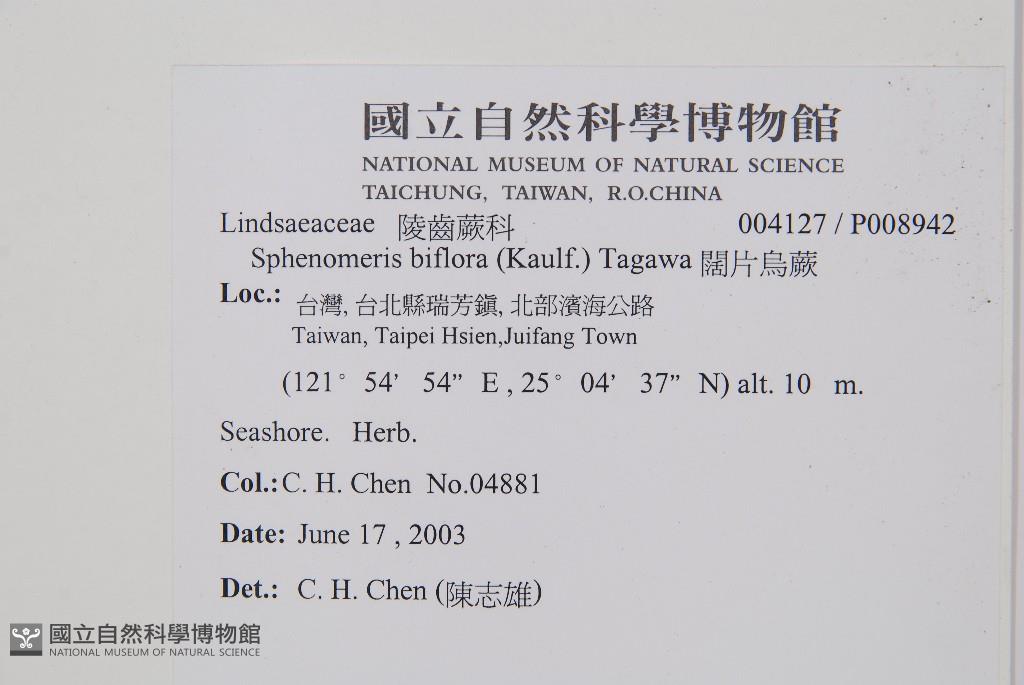 國立自然科學博物館
NATIONAL MUSEUM OF NATURAL SCIENCE
TAICHUNG, TAIWAN, R.O.CHINA
Lindsaeaceae 陵齒蕨科 004127 / P008942
Sphenomeris biflora (Kaulf.) Tagawa 闊片烏蕨
Loc.: 台灣, 台北縣瑞芳鎮, 北部濱海公路
Taiwan, Taipei Hsien,Juifang Town
(121° 54’ 54” E , 25° 04’ 37” N) alt. 10 m.
Seashore. Herb.
Col.: C. H. Chen No.04881
Date: June 17 , 2003
Det.: C. H. Chen (陳志雄)
國立自然科學博物館
NATIONAL MUSEUM OF NATURAL SCIENCE